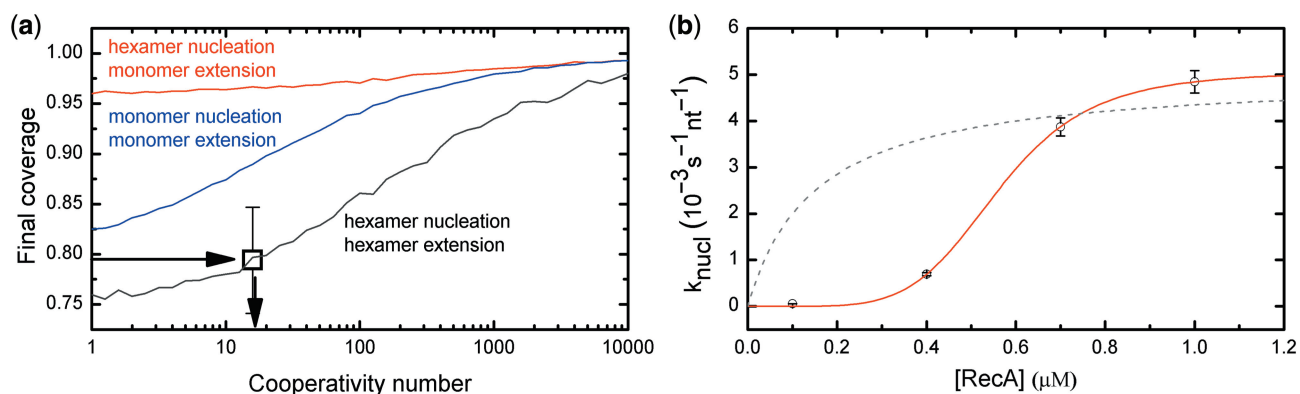 (a)
Final coverage
1.00
0.95
0.90
0.85
0.80
0.75
hexamer nucleation
monomer extension
monomer nucleation
monomer extension
hexamer nucleation
hexamer extension
1 10 100 1000 10000
Cooperativity number
(b)
k_nucl (10⁻³s⁻¹nt⁻¹)
6
5
4
3
2
1
0
0.0 0.2 0.4 0.6 0.8 1.0 1.2
[RecA] (μM)